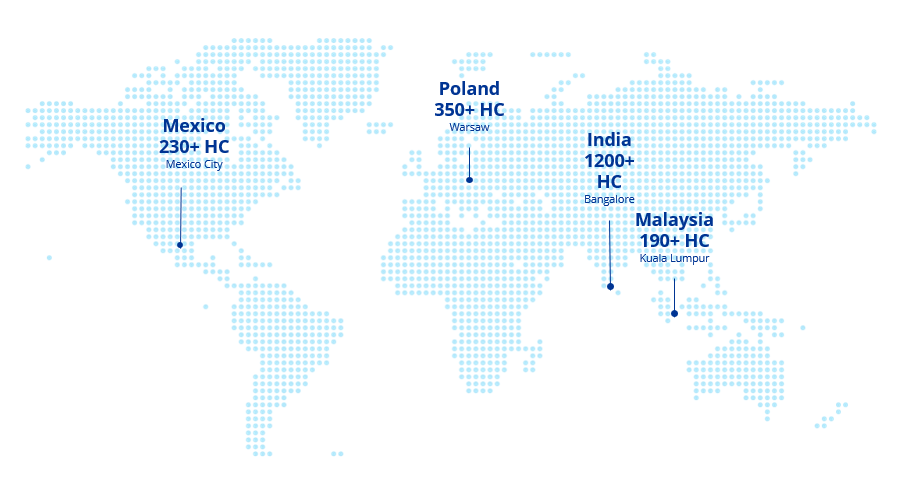 Poland
350+ HC
Warsaw
Mexico
230+ HC
Mexico City
India
1200+
HC
Bangalore
Malaysia
190+ HC
Kuala Lumpur